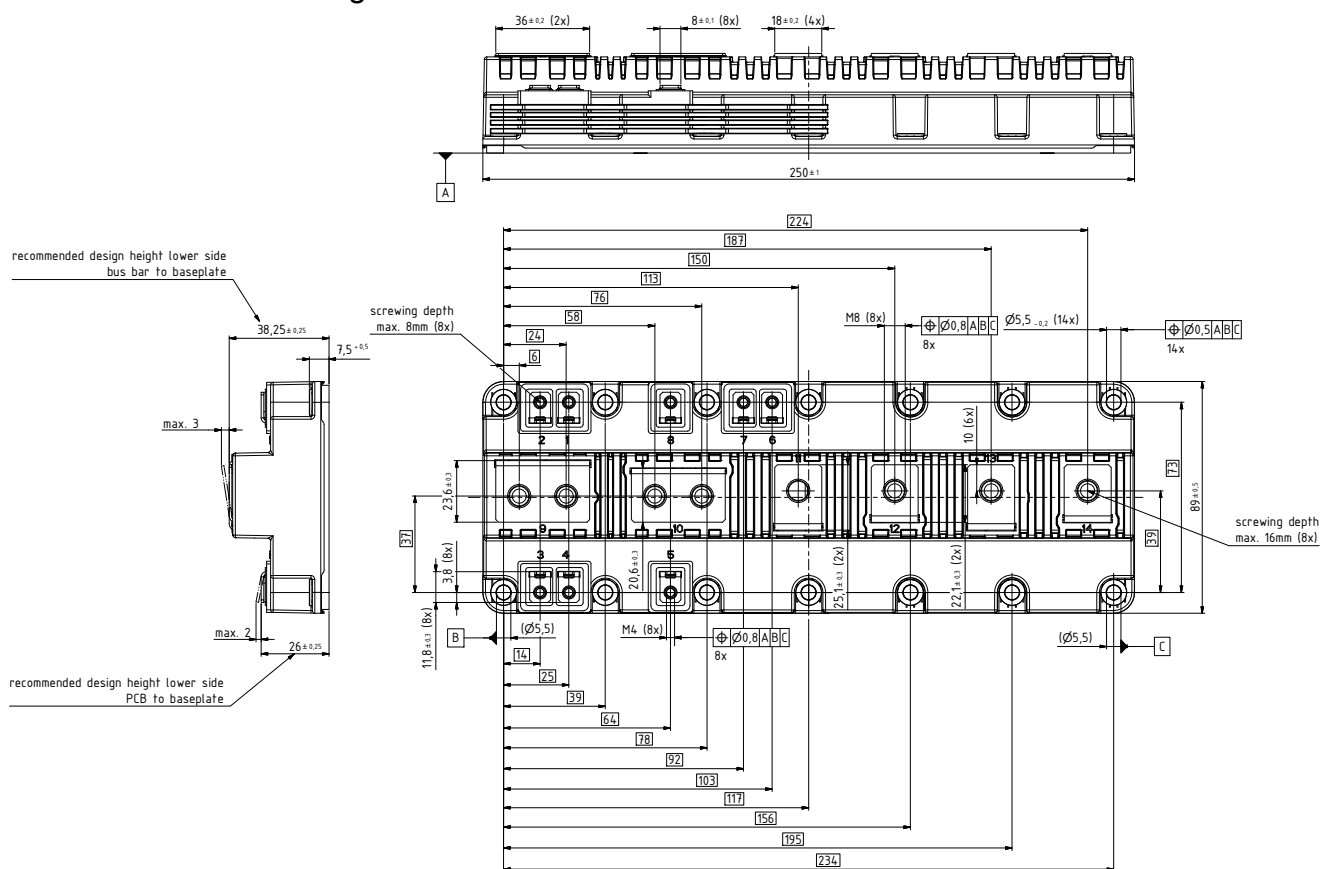 36±0,2 (2x)
8±0,1 (8x)
18±0,2 (4x)
A
250±1
224
187
150
113
76
58
24
6
recommended design height lower side
bus bar to baseplate
38,25±0,25
7,5 +0,5
screwing depth
max. 8mm (8x)
M8 (8x)
⌖ Ø0,8 A B C
8x
Ø5,5 -0,2 (14x)
⌖ Ø0,5 A B C
14x
max. 3
2
1
8
7
6
10 (6x)
73
89±0,5
23,6±0,3
11
13
9
10
12
14
screwing depth
max. 16mm (8x)
37
39
3
4
5
3,8 (8x)
11,8±0,3 (8x)
20,6±0,3
25,1±0,3 (2x)
22,1±0,3 (2x)
max. 2
26±0,25
recommended design height lower side
PCB to baseplate
B
(Ø5,5)
M4 (8x)
⌖ Ø0,8 A B C
8x
(Ø5,5)
C
14
25
39
64
78
92
103
117
156
195
234